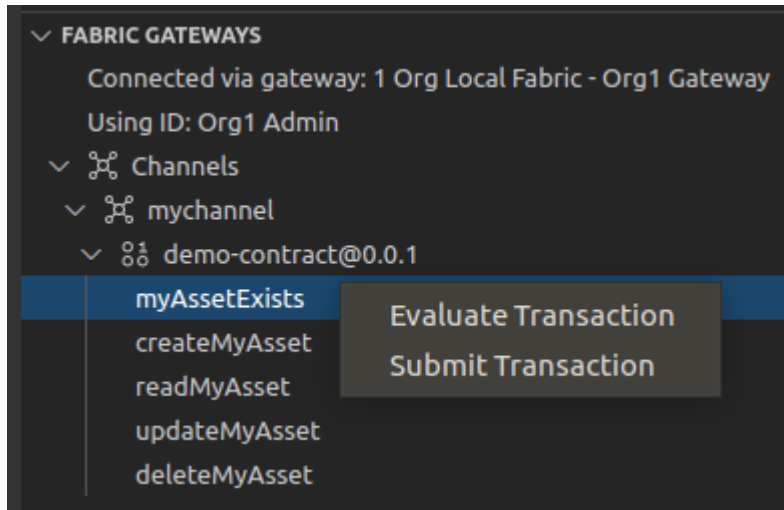 FABRIC GATEWAYS
Connected via gateway: 1 Org Local Fabric - Org1 Gateway
Using ID: Org1 Admin
Channels
mychannel
demo-contract@0.0.1
myAssetExists
createMyAsset
readMyAsset
updateMyAsset
deleteMyAsset
Evaluate Transaction
Submit Transaction